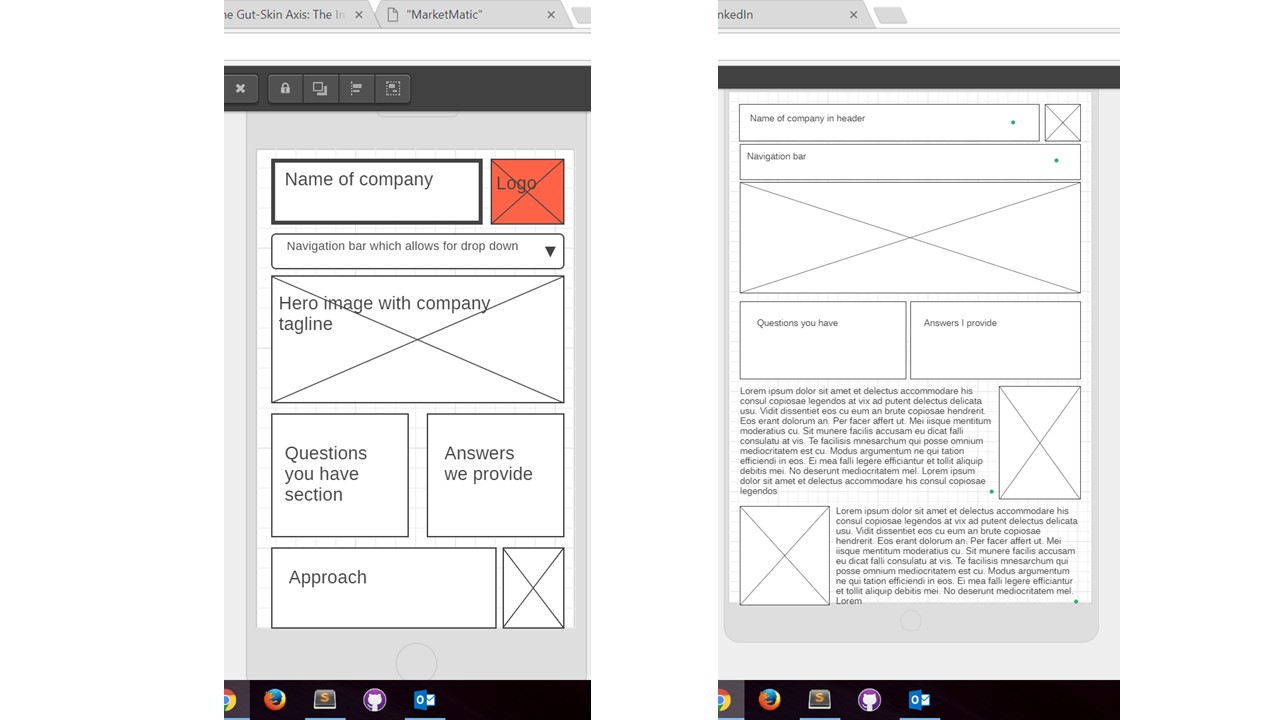 he Gut-Skin Axis: The In
"MarketMatic"
Name of company
Logo
Navigation bar which allows for drop down
Hero image with company
tagline
Questions
you have
section
Answers
we provide
Approach
nkedIn
Name of company in header
Navigation bar
Questions you have
Answers I provide
Lorem ipsum dolor sit amet et delectus accommodare his
consul copiosae legendos at vix ad putent delectus delicata
usu. Vidit dissentiet eos cu eum an brute copiosae hendrerit.
Eos erant dolorum an. Per facer affert ut. Mei iisque mentitum
moderatius cu. Sit munere facilis accusam eu dicat falli
consulatu at vis. Te facilisis mnesarchum qui posse omnium
mediocritatem est cu. Modus argumentum ne qui tation
efficiendi in eos. Ei mea falli legere efficiantur et tollit aliquip
debitis mei. No deserunt mediocritatem mel. Lorem ipsum
dolor sit amet et delectus accommodare his consul copiosae
legendos
Lorem ipsum dolor sit amet et delectus accommodare his
consul copiosae legendos at vix ad putent delectus delicata
usu. Vidit dissentiet eos cu eum an brute copiosae
hendrerit. Eos erant dolorum an. Per facer affert ut. Mei
iisque mentitum moderatius cu. Sit munere facilis accusam
eu dicat falli consulatu at vis. Te facilisis mnesarchum qui
posse omnium mediocritatem est cu. Modus argumentum
ne qui tation efficiendi in eos. Ei mea falli legere efficiantur
et tollit aliquip debitis mei. No deserunt mediocritatem mel.
Lorem